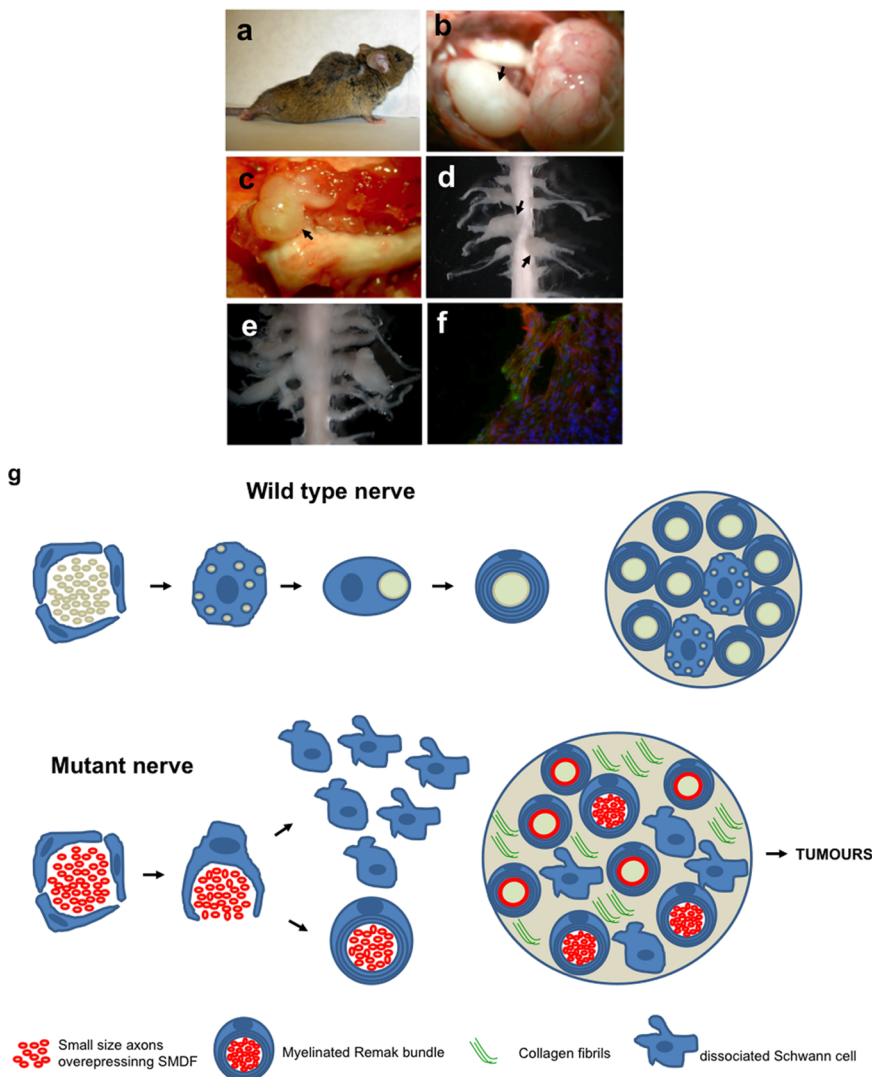 a
b
c
d
e
f
g
Wild type nerve
Mutant nerve
TUMOURS
Small size axons
overepressinng SMDF
Myelinated Remak bundle
Collagen fibrils
dissociated Schwann cell